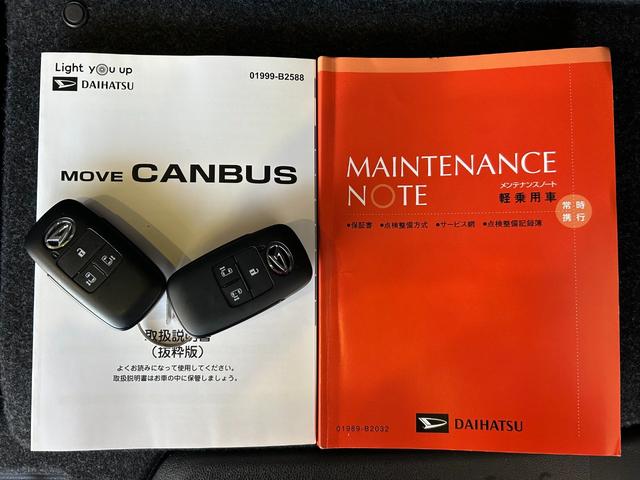 Light you up
DAIHATSU
01999-B2588
MOVE CANBUS
取扱説明書
(抜粋版)
よくお読みになって使用してください。
取扱説明書はお車の中に保管しましょう。
MAINTENANCE
NOTE
メンテナンスノート
軽乗用車
常時
携行
●保証書 ●点検整備方式 ●サービス網 ●点検整備記録簿
01989-B2032
DAIHATSU